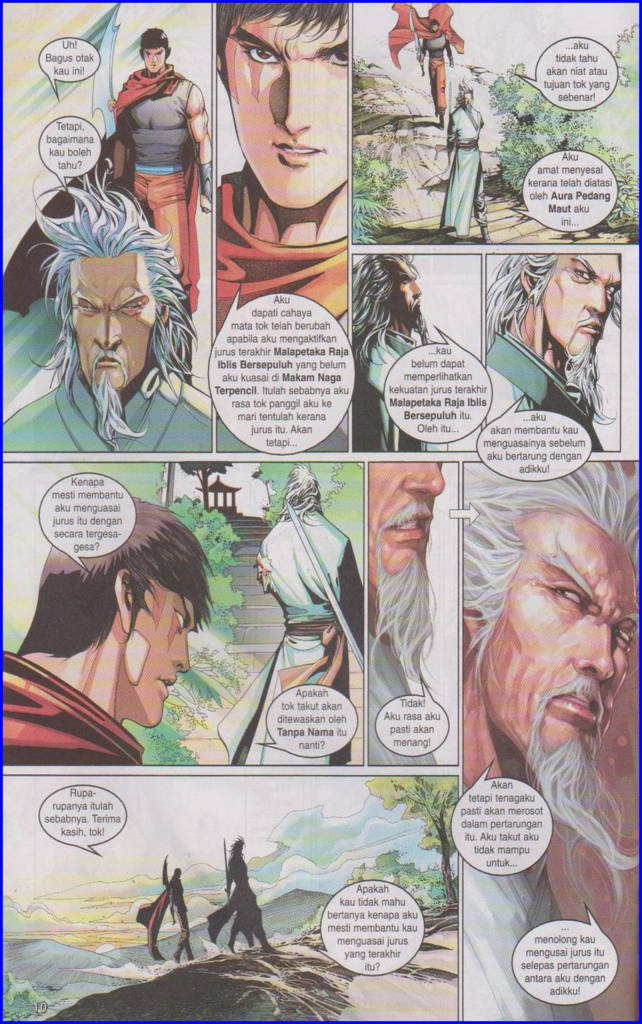 Uh!
Bagus otak
kau ini!
Tetapi,
bagaimana
kau boleh
tahu?
Aku
dapati cahaya
mata tok telah berubah
apabila aku mengaktifkan
jurus terakhir Malapetaka Raja
Iblis Bersepuluh yang belum
aku kuasai di Makam Naga
Terpencil. Itulah sebabnya aku
rasa tok panggil aku ke
mari tentulah kerana
jurus itu. Akan
tetapi...
...aku
tidak tahu
akan niat atau
tujuan tok yang
sebenar!
Aku
amat menyesal
kerana telah diatasi
oleh Aura Pedang
Maut aku
ini...
...kau
belum dapat
memperlihatkan
kekuatan jurus terakhir
Malapetaka Raja Iblis
Bersepuluh itu.
Oleh itu...
...aku
akan membantu kau
menguasainya sebelum
aku bertarung dengan
adikku!
Kenapa
mesti membantu
aku menguasai
jurus itu dengan
secara tergesa-
gesa?
Apakah
tok takut akan
ditewaskan oleh
Tanpa Nama itu
nanti?
Tidak!
Aku rasa aku
pasti akan
menang!
Akan
tetapi tenagaku
pasti akan merosot
dalam pertarungan
itu. Aku takut aku
tidak mampu
untuk...
...
menolong kau
mengusai jurus itu
selepas pertarungan
antara aku dengan
adikku!
Rupa-
rupanya itulah
sebabnya. Terima
kasih, tok!
Apakah
kau tidak mahu
bertanya kenapa aku
mesti membantu kau
menguasai jurus
yang terakhir
itu?
10